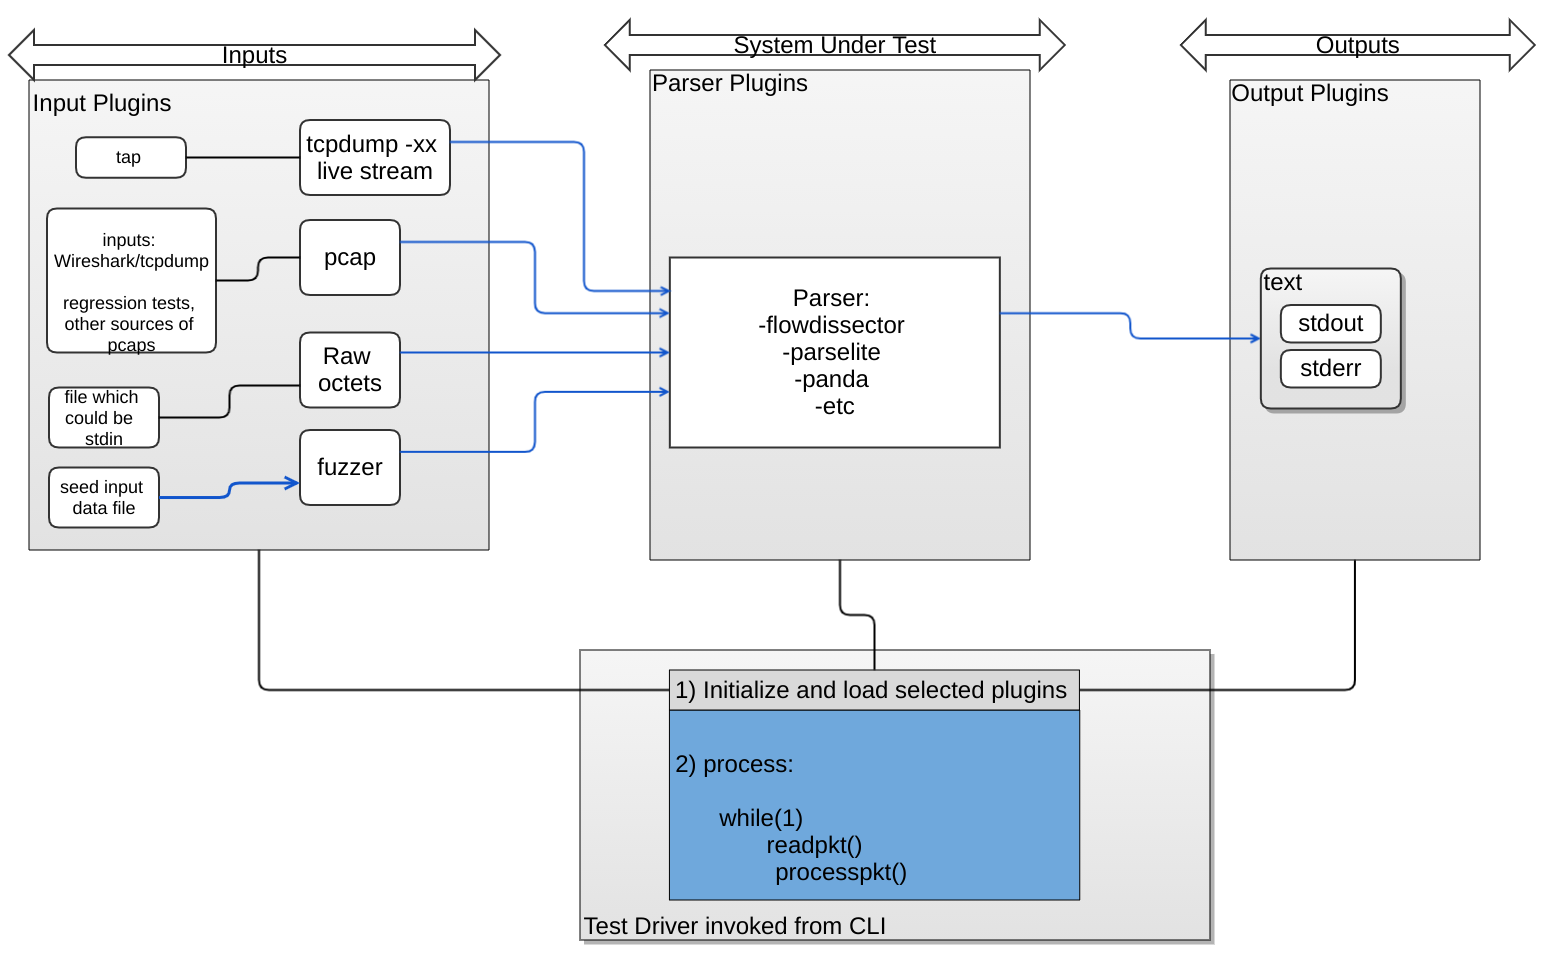 Inputs
System Under Test
Outputs
Input Plugins
tap
tcpdump -xx
live stream
inputs:
Wireshark/tcpdump
regression tests,
other sources of
pcaps
pcap
file which
could be
stdin
Raw
octets
seed input
data file
fuzzer
Parser Plugins
Parser:
-flowdissector
-parselite
-panda
-etc
Output Plugins
text
stdout
stderr
1) Initialize and load selected plugins
2) process:
while(1)
readpkt()
processpkt()
Test Driver invoked from CLI